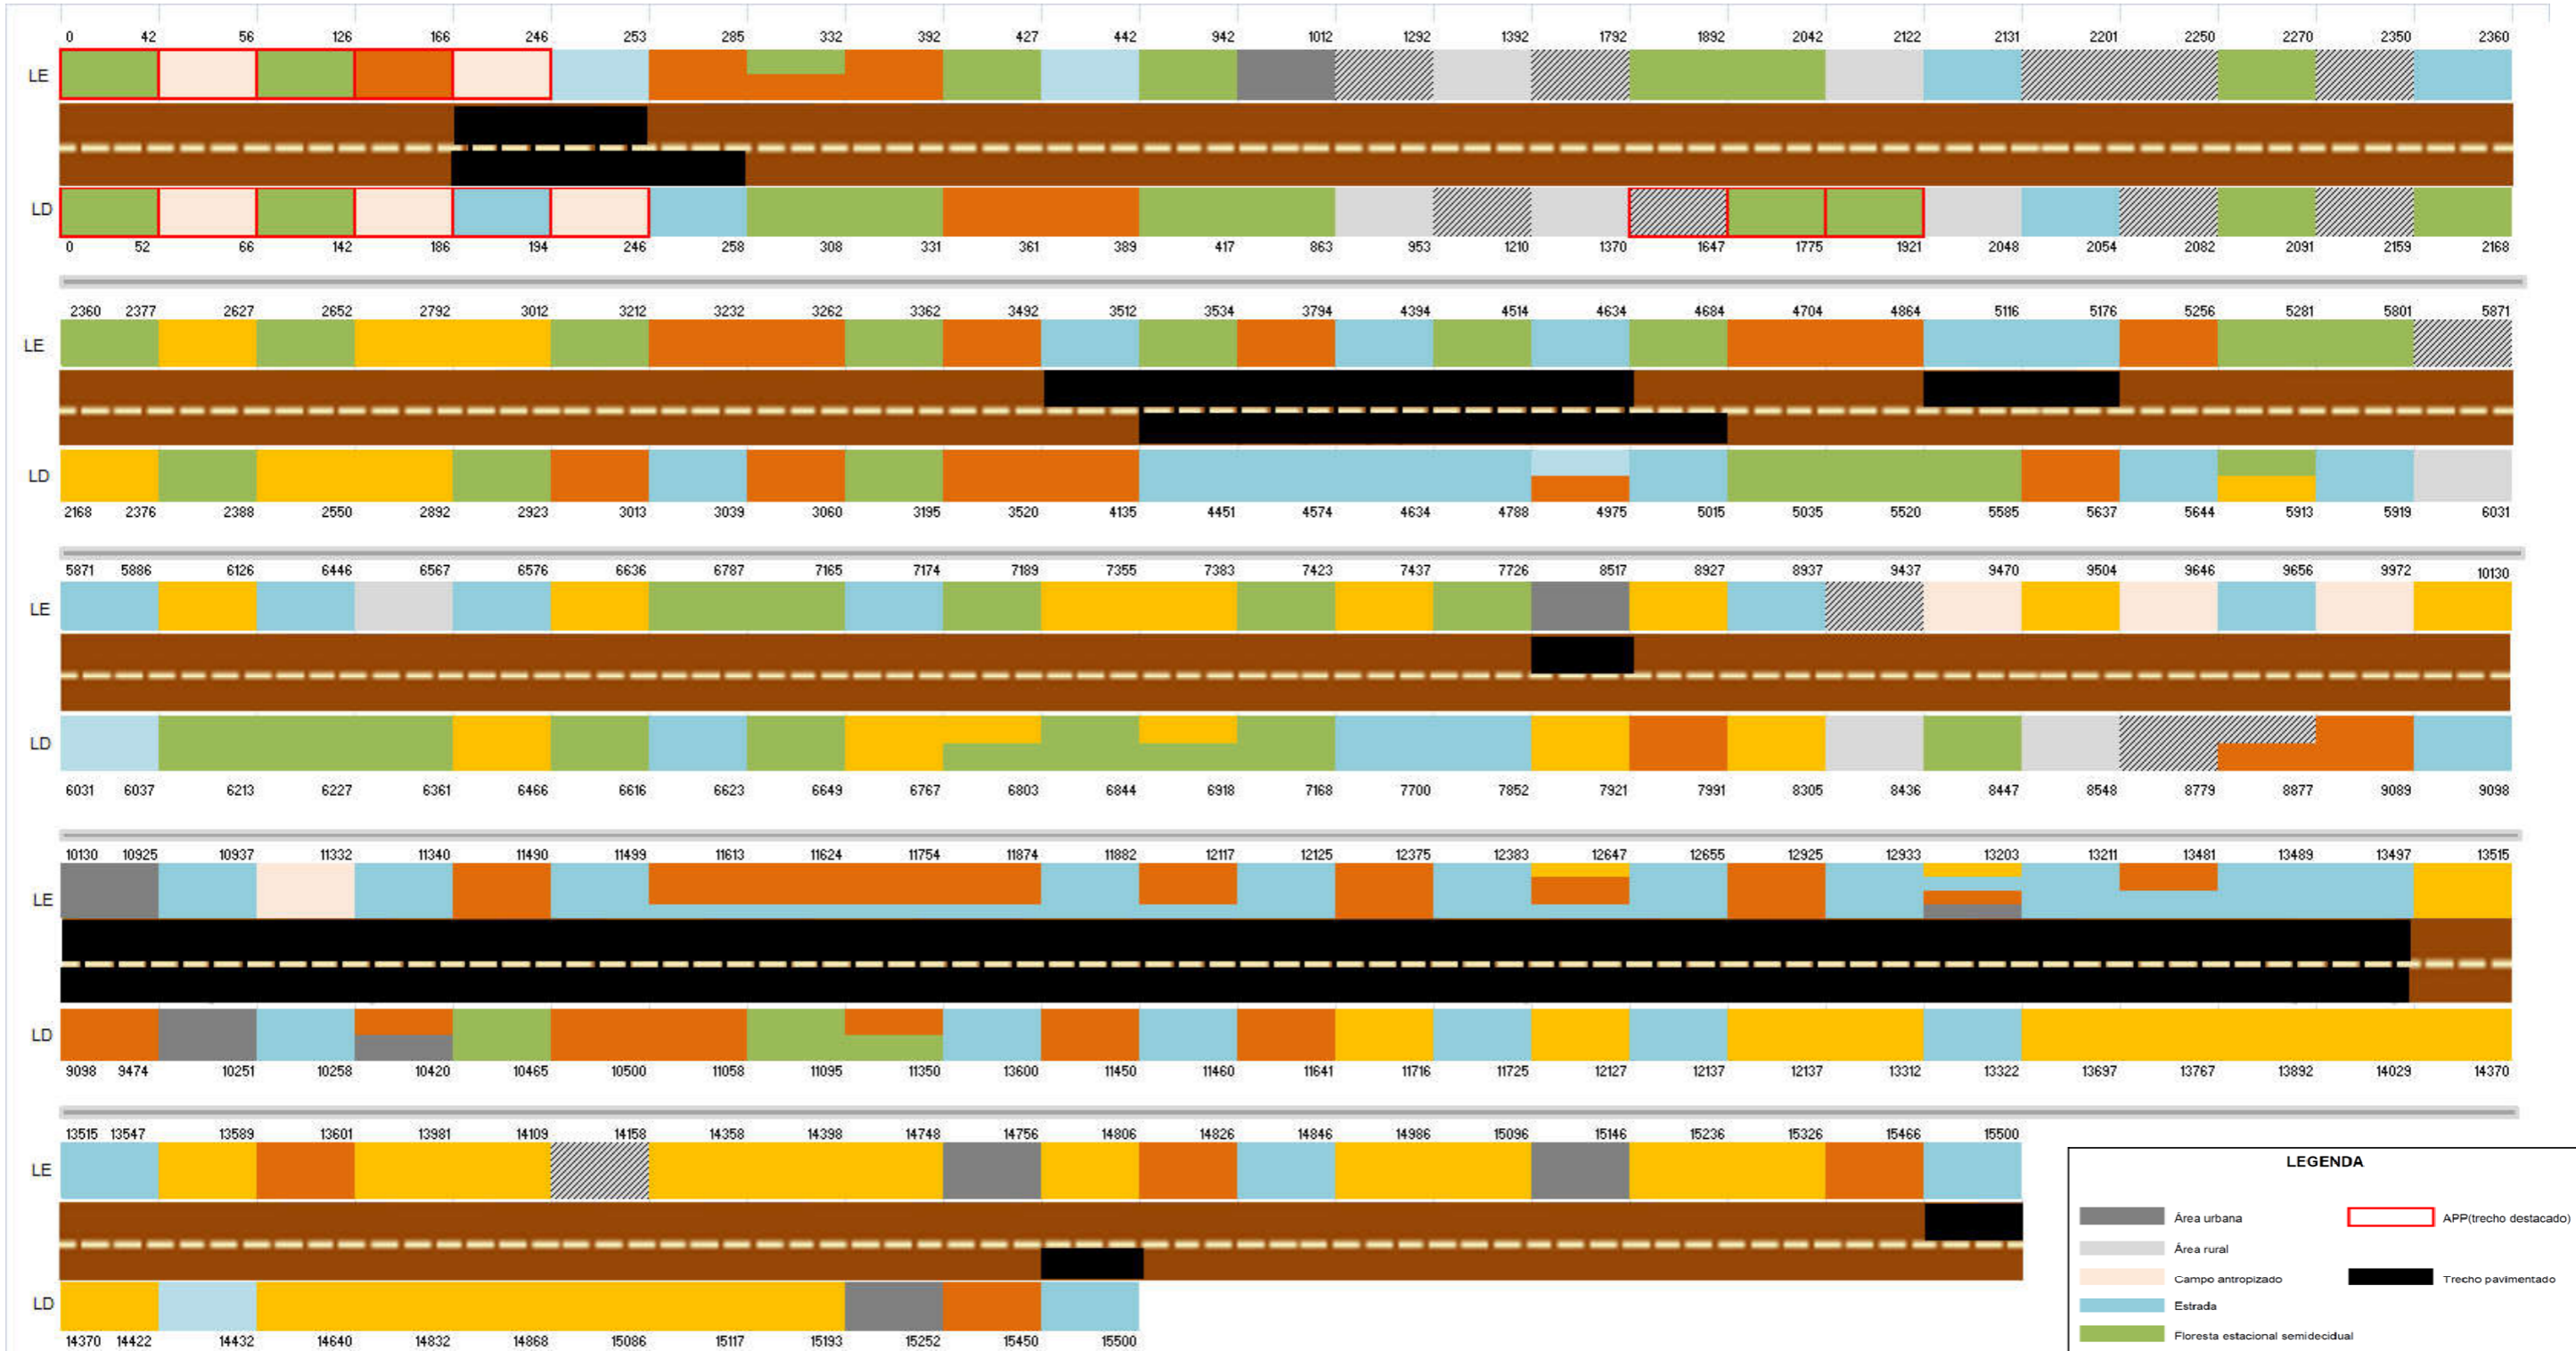 0 42 56 126 166 246 253 285 332 392 427 442 942 1012 1292 1392 1792 1892 2042 2122 2131 2201 2250 2270 2350 2360
LE
LD
0 52 66 142 186 194 246 258 308 331 361 389 417 863 953 1210 1370 1647 1775 1921 2048 2054 2082 2091 2159 2168
2360 2377 2627 2652 2792 3012 3212 3232 3262 3362 3492 3512 3534 3794 4394 4514 4634 4684 4704 4864 5116 5176 5256 5281 5801 5871
LE
LD
2168 2376 2388 2550 2892 2923 3013 3039 3060 3195 3520 4135 4451 4574 4634 4788 4975 5015 5035 5520 5585 5637 5644 5913 5919 6031
5871 5886 6126 6446 6567 6576 6636 6787 7165 7174 7189 7355 7383 7423 7437 7726 8517 8927 8937 9437 9470 9504 9646 9656 9972 10130
LE
LD
6031 6037 6213 6227 6361 6466 6616 6623 6649 6767 6803 6844 6918 7168 7700 7852 7921 7991 8305 8436 8447 8548 8779 8877 9089 9098
10130 10925 10937 11332 11340 11490 11499 11613 11624 11754 11874 11882 12117 12125 12375 12383 12647 12655 12925 12933 13203 13211 13481 13489 13497 13515
LE
LD
9098 9474 10251 10258 10420 10465 10500 11058 11095 11350 13600 11450 11460 11641 11716 11725 12127 12137 12137 13312 13322 13697 13767 13892 14029 14370
13515 13547 13589 13601 13981 14109 14158 14358 14398 14748 14756 14806 14826 14846 14986 15096 15146 15236 15326 15466 15500
LE
LD
14370 14422 14432 14640 14832 14868 15086 15117 15193 15252 15450 15500
LEGENDA
Área urbana APP(trecho destacado)
Área rural
Campo antropizado Trecho pavimentado
Estrada
Floresta estacional semidecidual